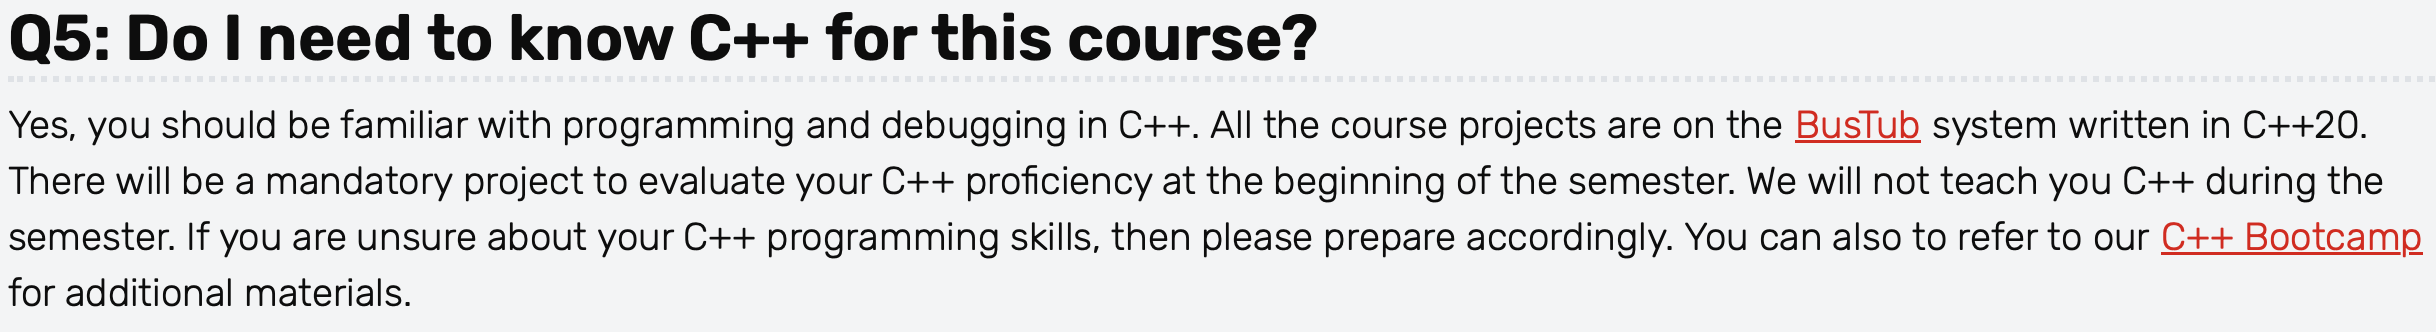 Q5: Do I need to know C++ for this course?
Yes, you should be familiar with programming and debugging in C++. All the course projects are on the BusTub system written in C++20.
There will be a mandatory project to evaluate your C++ proficiency at the beginning of the semester. We will not teach you C++ during the
semester. If you are unsure about your C++ programming skills, then please prepare accordingly. You can also to refer to our C++ Bootcamp
for additional materials.